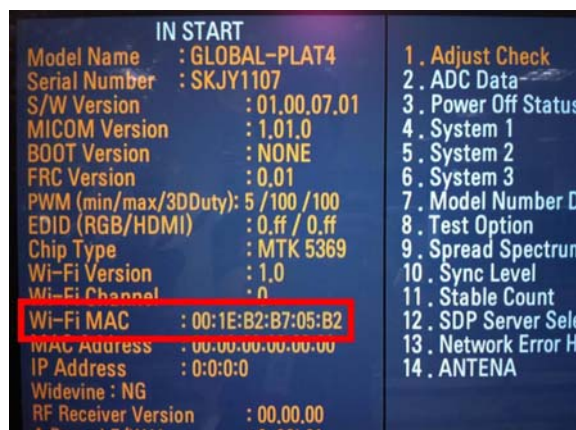 IN START
Model Name : GLOBAL-PLAT4
Serial Number : SKJY1107
S/W Version : 01.00.07.01
MICOM Version : 1.01.0
BOOT Version : NONE
FRC Version : 0.01
PWM (min/max/3DDuty): 5 /100 /100
EDID (RGB/HDMI) : 0.ff / 0.ff
Chip Type : MTK 5369
Wi-Fi Version : 1.0
Wi-Fi Channel : 0
Wi-Fi MAC : 00:1E:B2:B7:05:B2
MAC Address : 00:00:00:00:00:00
IP Address : 0:0:0:0
Widevine : NG
RF Receiver Version : 00.00.00
1 . Adjust Check
2 . ADC Data
3 . Power Off Status
4 . System 1
5 . System 2
6 . System 3
7 . Model Number D
8 . Test Option
9 . Spread Spectrum
10 . Sync Level
11 . Stable Count
12 . SDP Server Sele
13 . Network Error H
14 . ANTENA